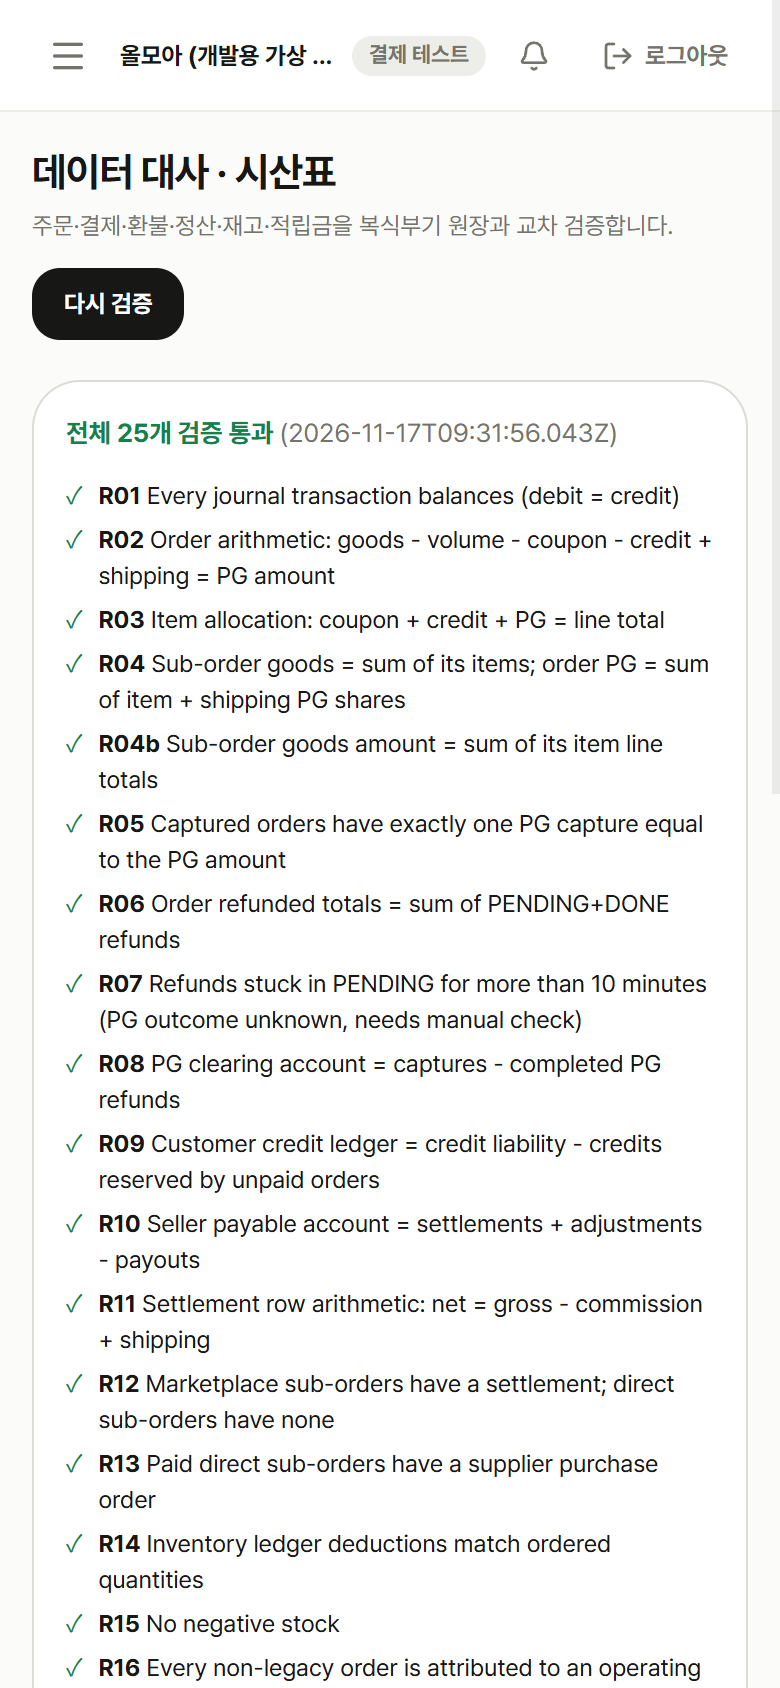 올모아 (개발용 가상 ...
결제 테스트
로그아웃
데이터 대사 · 시산표
주문·결제·환불·정산·재고·적립금을 복식부기 원장과 교차 검증합니다.
다시 검증
전체 25개 검증 통과 (2026-11-17T09:31:56.043Z)
✓ R01 Every journal transaction balances (debit = credit)
✓ R02 Order arithmetic: goods - volume - coupon - credit +
shipping = PG amount
✓ R03 Item allocation: coupon + credit + PG = line total
✓ R04 Sub-order goods = sum of its items; order PG = sum
of item + shipping PG shares
✓ R04b Sub-order goods amount = sum of its item line
totals
✓ R05 Captured orders have exactly one PG capture equal
to the PG amount
✓ R06 Order refunded totals = sum of PENDING+DONE
refunds
✓ R07 Refunds stuck in PENDING for more than 10 minutes
(PG outcome unknown, needs manual check)
✓ R08 PG clearing account = captures - completed PG
refunds
✓ R09 Customer credit ledger = credit liability - credits
reserved by unpaid orders
✓ R10 Seller payable account = settlements + adjustments
- payouts
✓ R11 Settlement row arithmetic: net = gross - commission
+ shipping
✓ R12 Marketplace sub-orders have a settlement; direct
sub-orders have none
✓ R13 Paid direct sub-orders have a supplier purchase
order
✓ R14 Inventory ledger deductions match ordered
quantities
✓ R15 No negative stock
✓ R16 Every non-legacy order is attributed to an operating